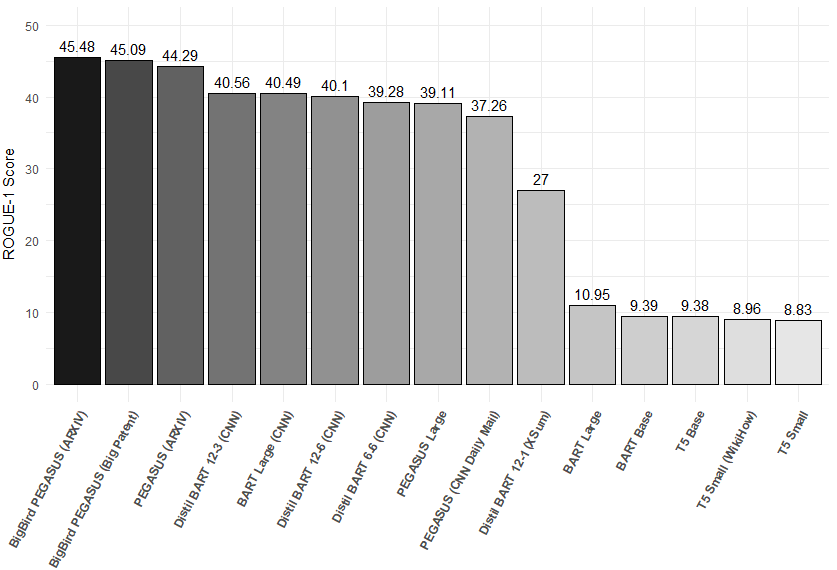 50
40
30
20
10
0
ROGUE-1 Score
45.48
45.09
44.29
40.56
40.49
40.1
39.28
39.11
37.26
27
10.95
9.39
9.38
8.96
8.83
BigBird PEGASUS (ARXIV)
BigBird PEGASUS (Big Patent)
PEGASUS (ARXIV)
Distil BART 12-3 (CNN)
BART Large (CNN)
Distil BART 12-6 (CNN)
Distil BART 6-6 (CNN)
PEGASUS Large
PEGASUS (CNN Daily Mail)
Distil BART 12-1 (XSum)
BART Large
BART Base
T5 Base
T5 Small (WikiHow)
T5 Small